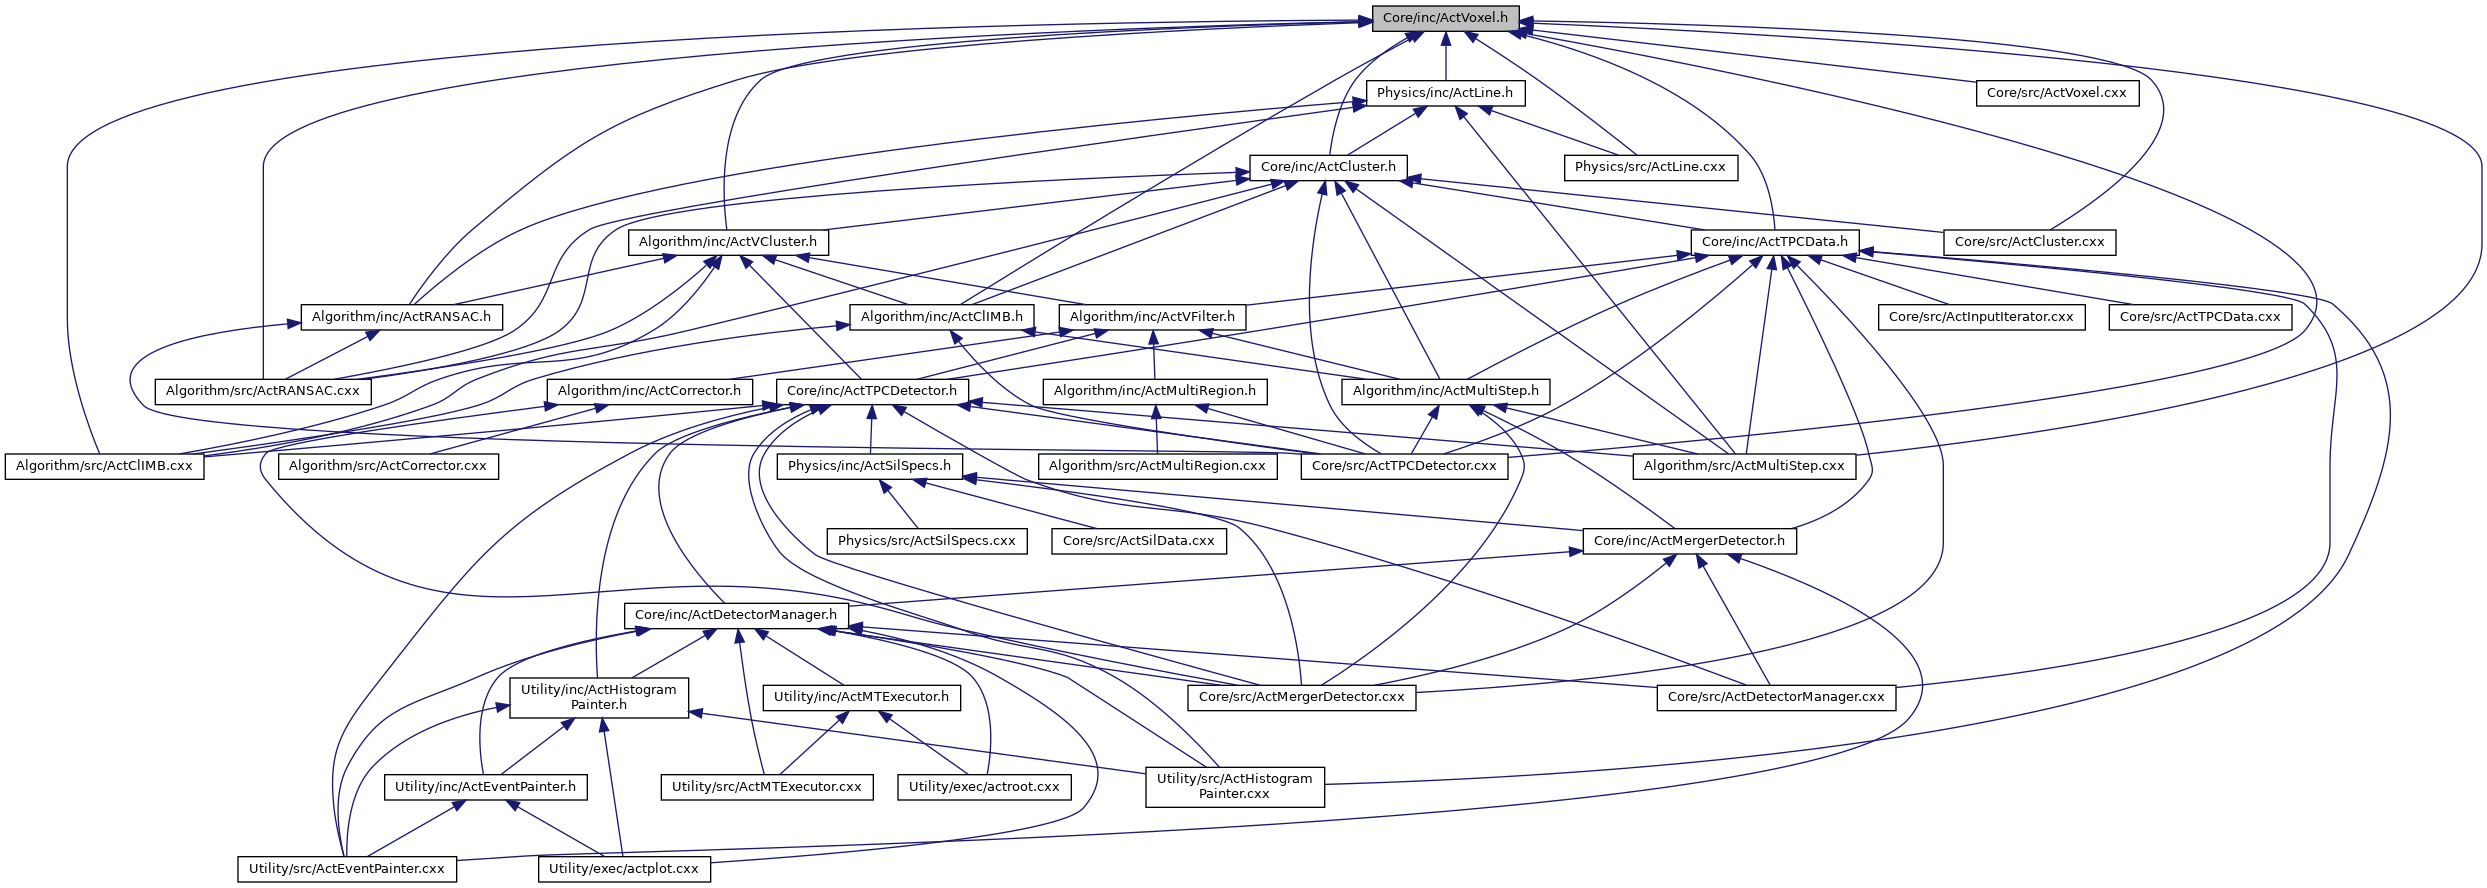 Core/inc/ActVoxel.h
Physics/inc/ActLine.h
Core/src/ActVoxel.cxx
Core/inc/ActCluster.h
Physics/src/ActLine.cxx
Algorithm/inc/ActVCluster.h
Core/inc/ActTPCData.h
Core/src/ActCluster.cxx
Algorithm/inc/ActRANSAC.h
Algorithm/inc/ActClIMB.h
Algorithm/inc/ActVFilter.h
Core/src/ActInputIterator.cxx
Core/src/ActTPCData.cxx
Algorithm/src/ActRANSAC.cxx
Algorithm/inc/ActCorrector.h
Core/inc/ActTPCDetector.h
Algorithm/inc/ActMultiRegion.h
Algorithm/inc/ActMultiStep.h
Algorithm/src/ActClIMB.cxx
Algorithm/src/ActCorrector.cxx
Physics/inc/ActSilSpecs.h
Algorithm/src/ActMultiRegion.cxx
Core/src/ActTPCDetector.cxx
Algorithm/src/ActMultiStep.cxx
Physics/src/ActSilSpecs.cxx
Core/src/ActSilData.cxx
Core/inc/ActMergerDetector.h
Core/inc/ActDetectorManager.h
Utility/inc/ActHistogram
Painter.h
Utility/inc/ActMTExecutor.h
Core/src/ActMergerDetector.cxx
Core/src/ActDetectorManager.cxx
Utility/inc/ActEventPainter.h
Utility/src/ActMTExecutor.cxx
Utility/exec/actroot.cxx
Utility/src/ActHistogram
Painter.cxx
Utility/src/ActEventPainter.cxx
Utility/exec/actplot.cxx